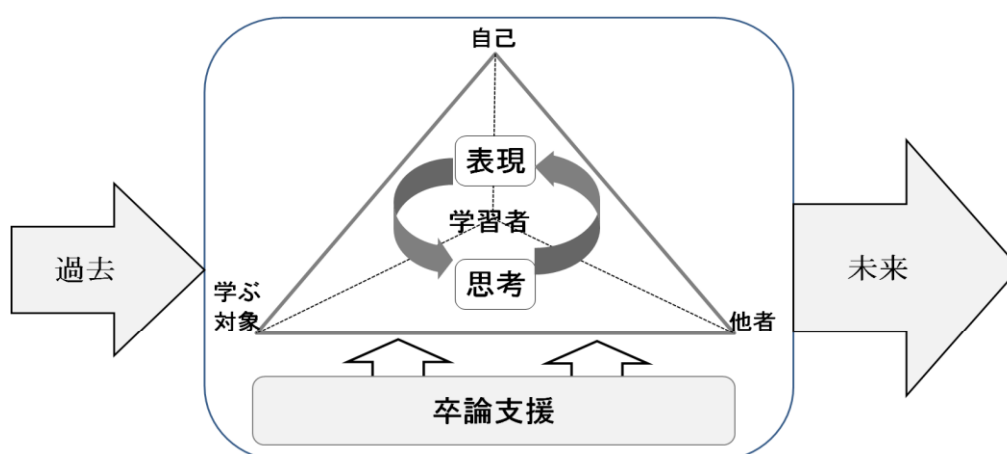 自己
表現
学習者
過去
未来
思考
学ぶ
対象
他者
卒論支援